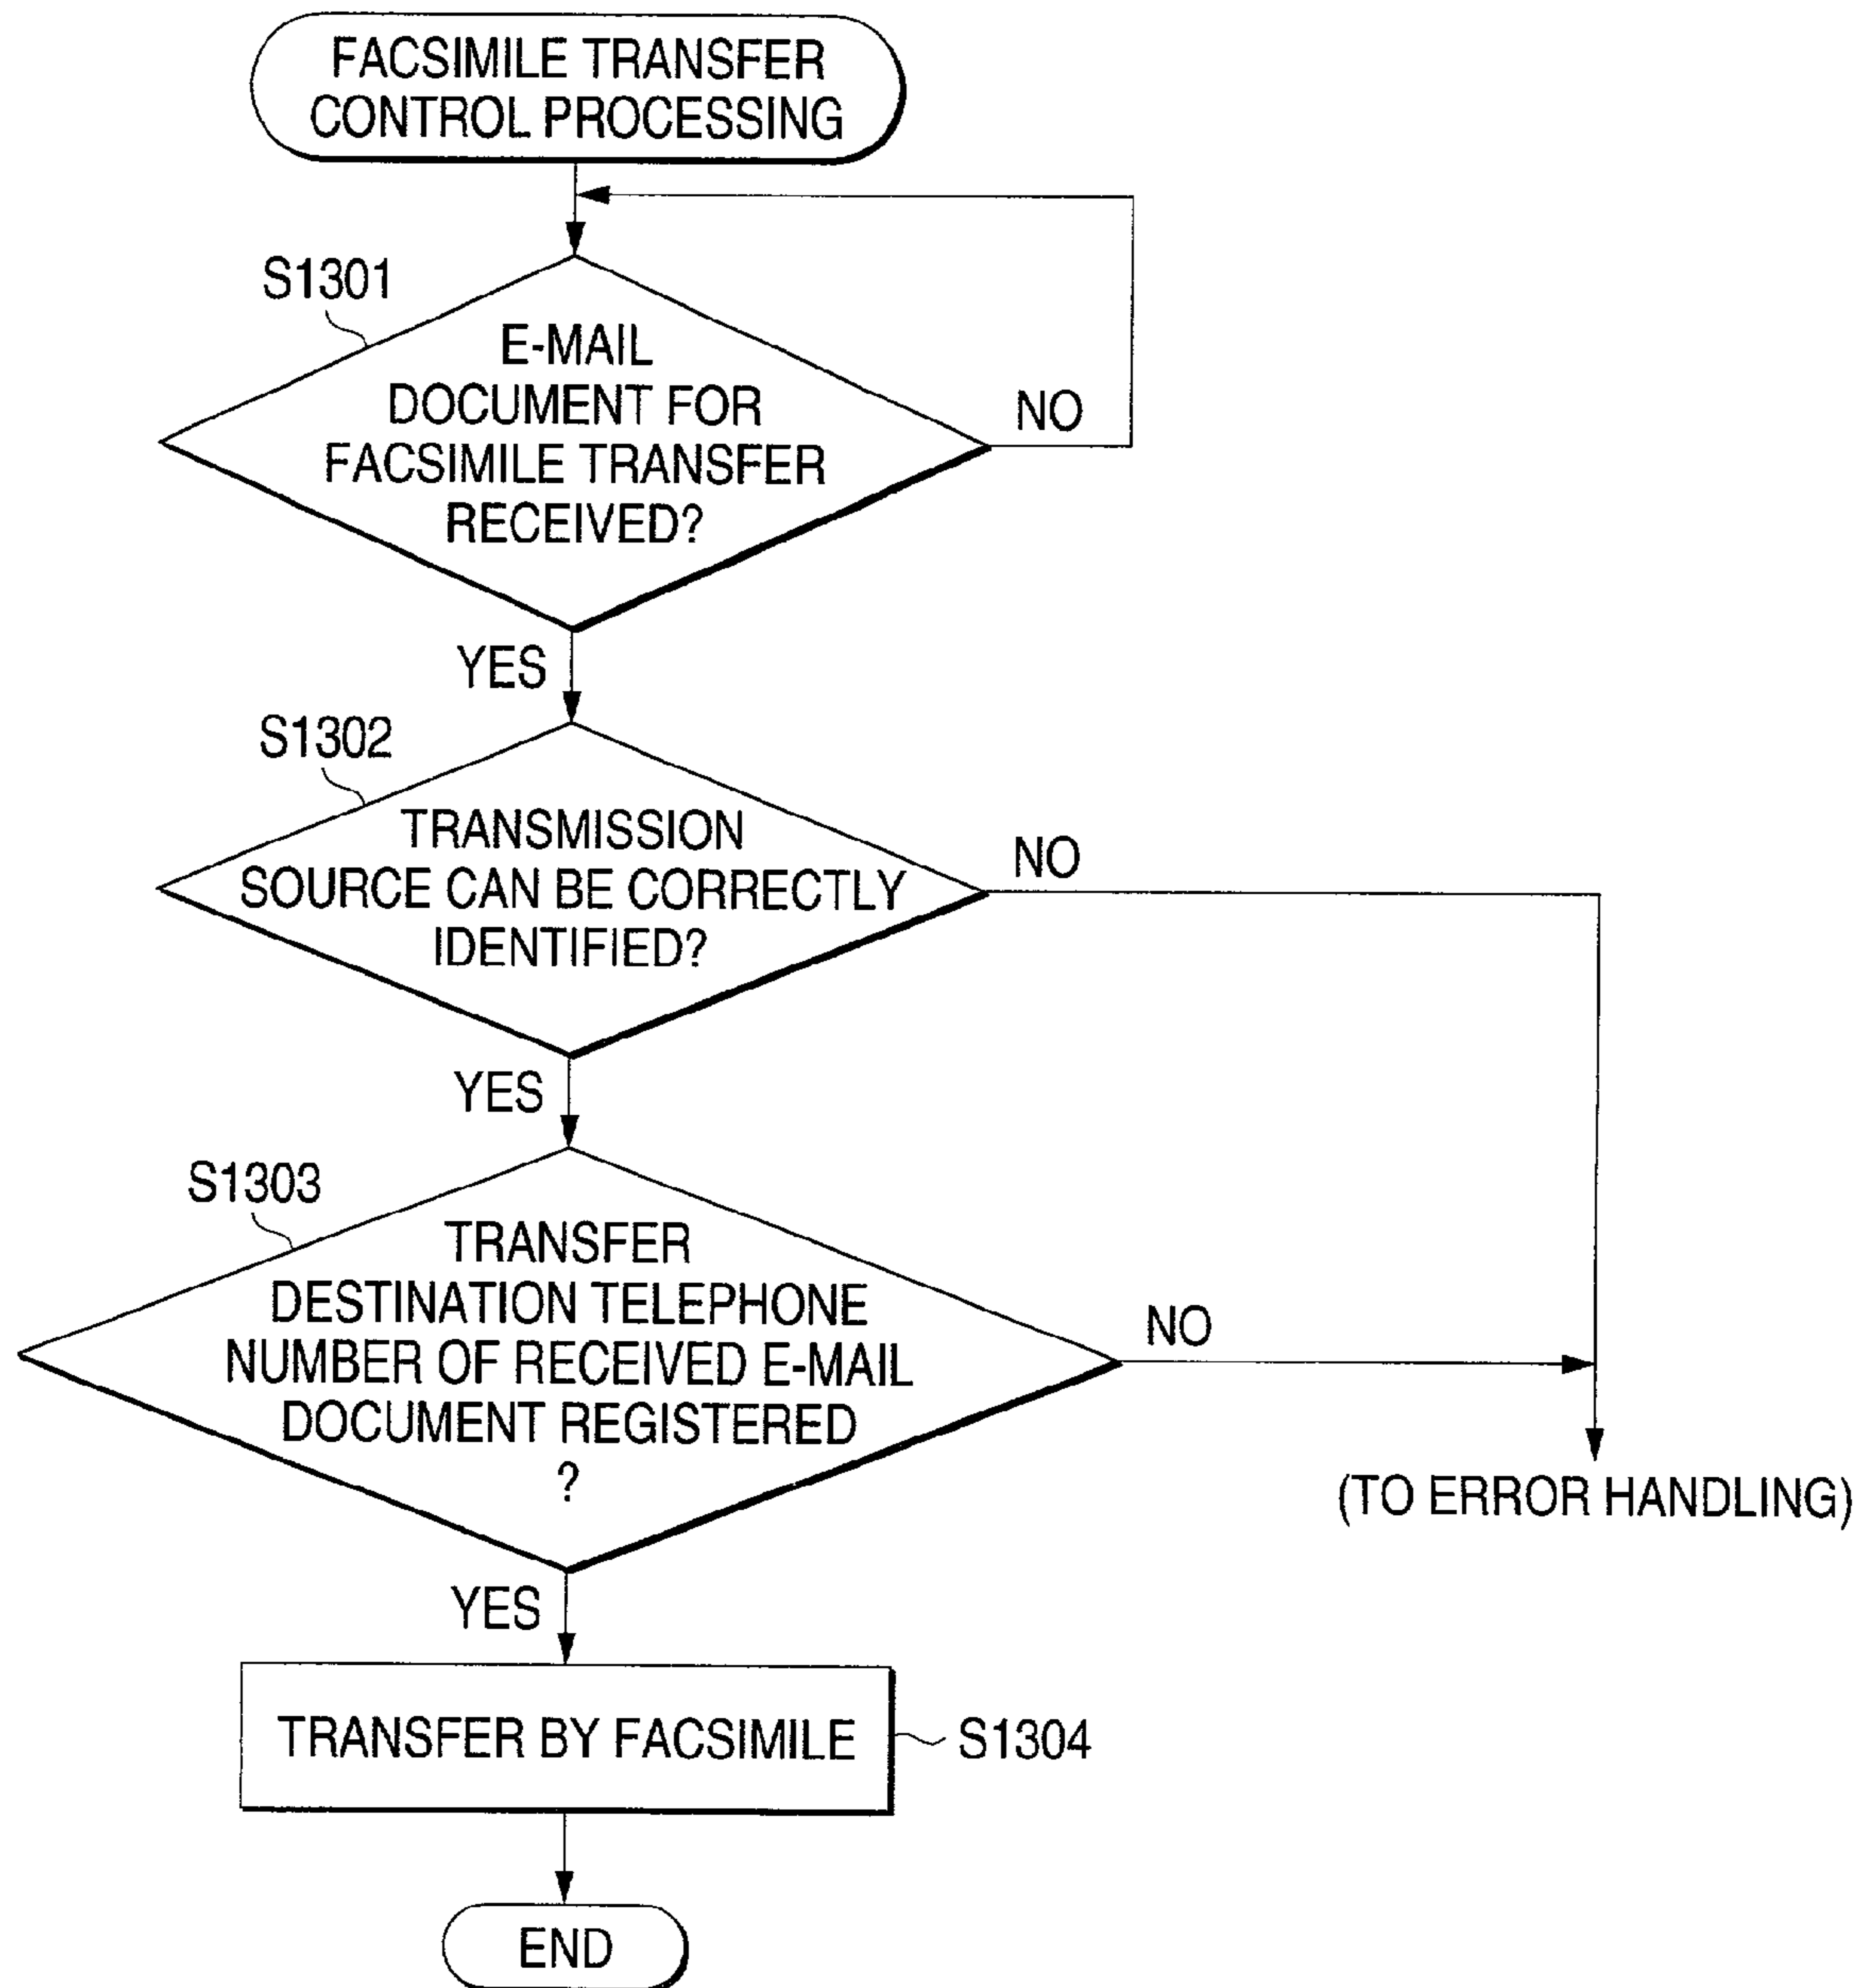 FACSIMILE TRANSFER
CONTROL PROCESSING
S1301
E-MAIL
DOCUMENT FOR
FACSIMILE TRANSFER
RECEIVED?
NO
YES
S1302
TRANSMISSION
SOURCE CAN BE CORRECTLY
IDENTIFIED?
NO
YES
S1303
TRANSFER
DESTINATION TELEPHONE
NUMBER OF RECEIVED E-MAIL
DOCUMENT REGISTERED
?
NO
(TO ERROR HANDLING)
YES
TRANSFER BY FACSIMILE
S1304
END